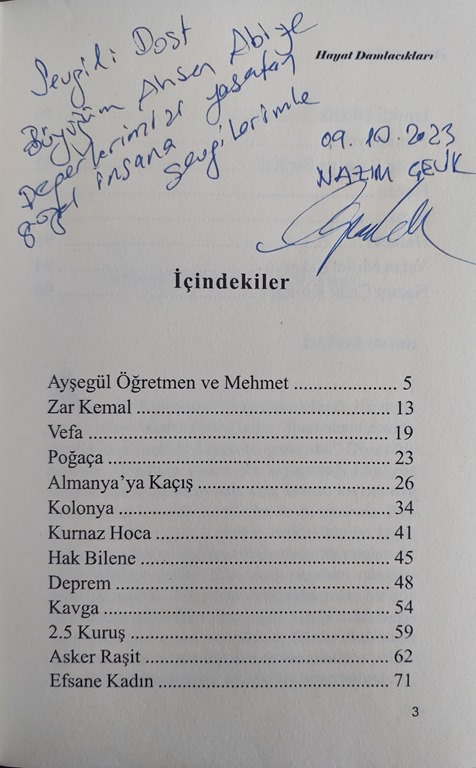 Hayat Damlacıkları
Sevgili Dost
Büyüğüm Ahsen Abiye
Değerlerimizi yaşatan
güzel insana
sevgilerimle
09.10.2023
NAZIM ÇELİK
İçindekiler
Ayşegül Öğretmen ve Mehmet .................... 5
Zar Kemal ................................................ 13
Vefa ......................................................... 19
Poğaça ..................................................... 23
Almanya’ya Kaçış .................................... 26
Kolonya ................................................... 34
Kurnaz Hoca ............................................ 41
Hak Bilene ............................................... 45
Deprem .................................................... 48
Kavga ...................................................... 54
2.5 Kuruş ................................................. 59
Asker Raşit .............................................. 62
Efsane Kadın ........................................... 71
3